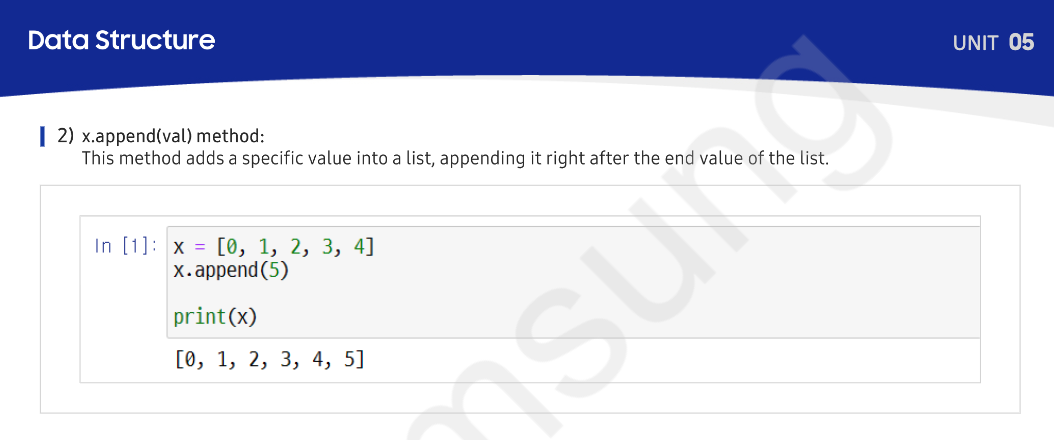 Data Structure
UNIT 05
2) x.append(val) method:
This method adds a specific value into a list, appending it right after the end value of the list.
In [1]: x = [0, 1, 2, 3, 4]
x.append(5)
print(x)
[0, 1, 2, 3, 4, 5]
msung